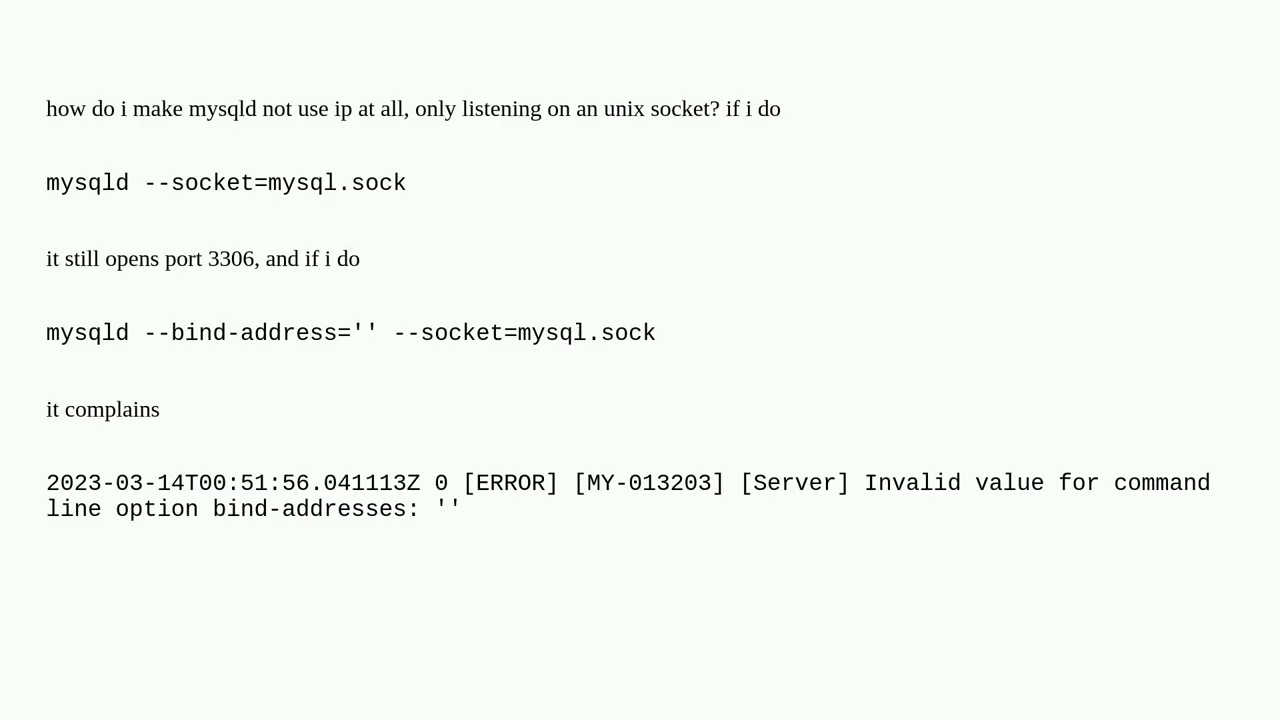 how do i make mysqld not use ip at all, only listening on an unix socket? if i do
mysqld --socket=mysql.sock
it still opens port 3306, and if i do
mysqld --bind-address='' --socket=mysql.sock
it complains
2023-03-14T00:51:56.041113Z 0 [ERROR] [MY-013203] [Server] Invalid value for command
line option bind-addresses: ''